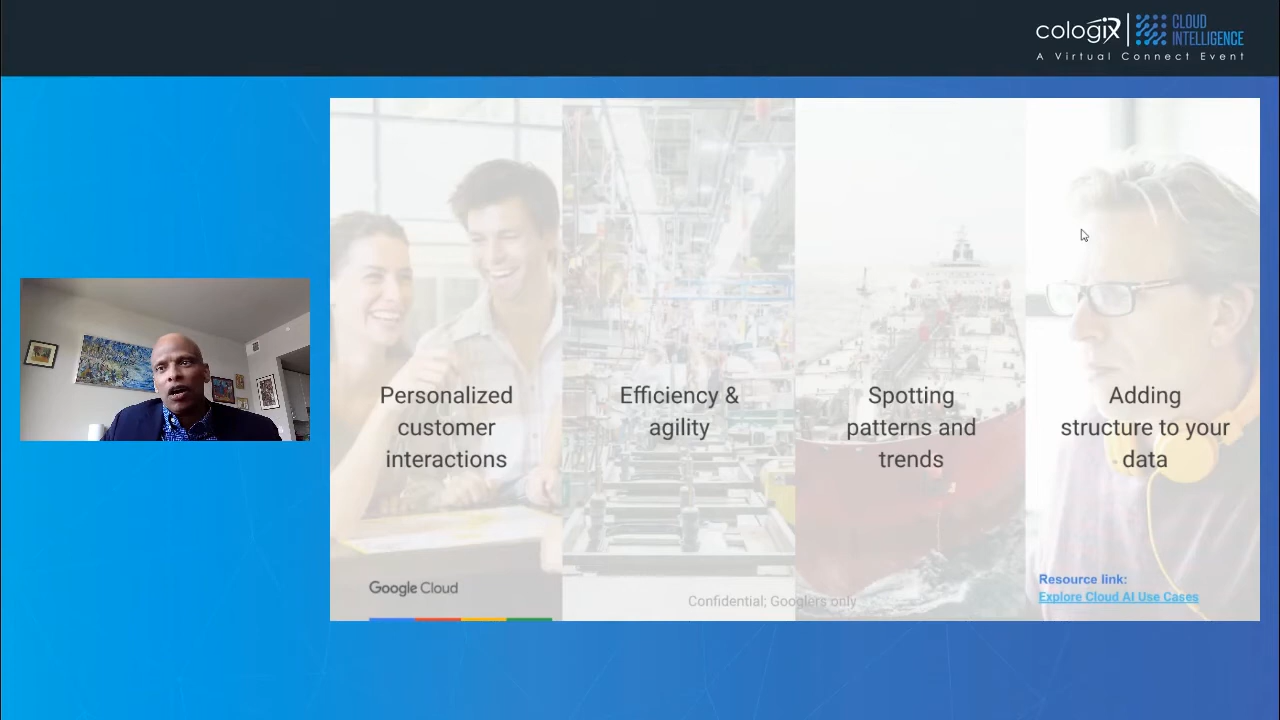 cologix
CLOUD
INTELLIGENCE
A Virtual Connect Event
Personalized
customer
interactions
Efficiency &
agility
Spotting
patterns and
trends
Adding
structure to your
data
Google Cloud
Confidential; Googlers only
Resource link:
Explore Cloud AI Use Cases